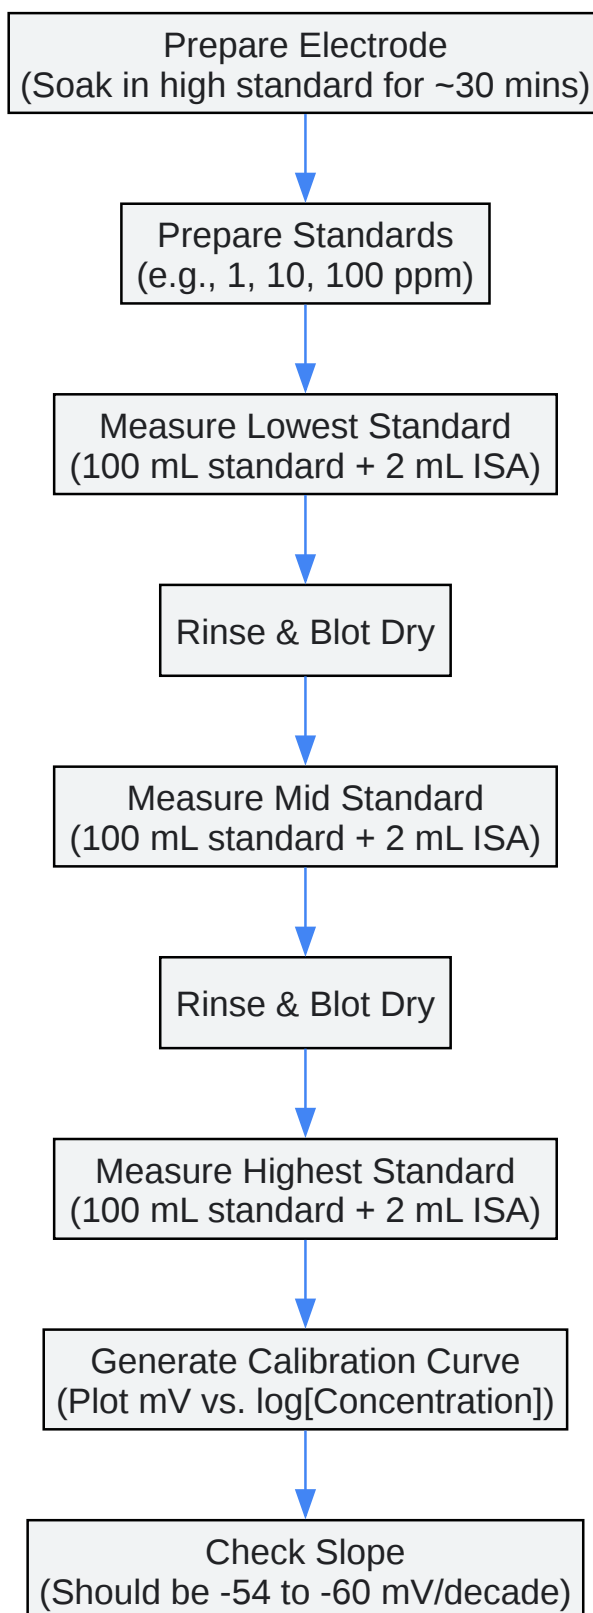 Prepare Electrode
(Soak in high standard for ~30 mins)
Prepare Standards
(e.g., 1, 10, 100 ppm)
Measure Lowest Standard
(100 mL standard + 2 mL ISA)
Rinse & Blot Dry
Measure Mid Standard
(100 mL standard + 2 mL ISA)
Rinse & Blot Dry
Measure Highest Standard
(100 mL standard + 2 mL ISA)
Generate Calibration Curve
(Plot mV vs. log[Concentration])
Check Slope
(Should be -54 to -60 mV/decade)